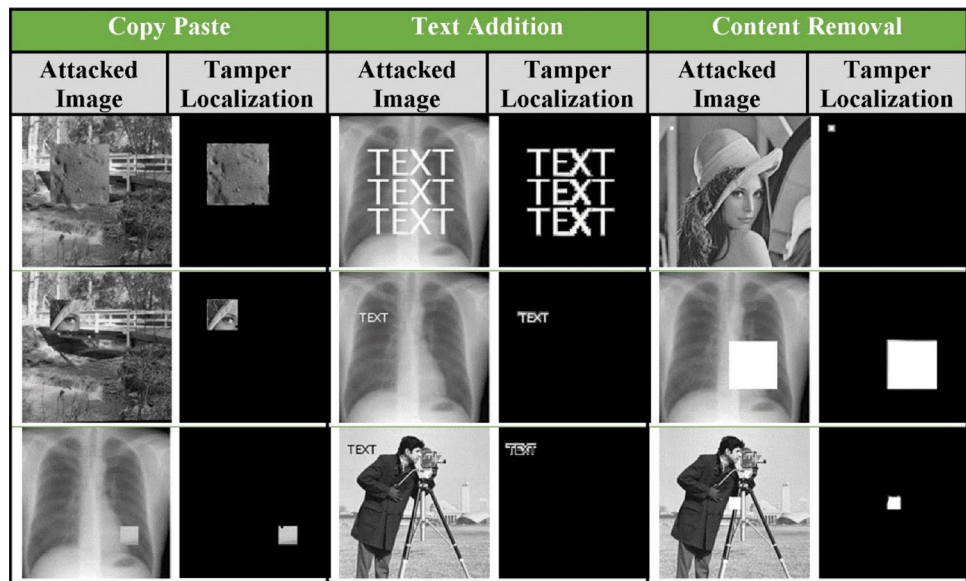 Copy Paste Text Addition Content Removal
Attacked Image Tamper Localization Attacked Image Tamper Localization Attacked Image Tamper Localization
TEXT TEXT
TEXT TEXT
TEXT TEXT
TEXT TEXT
TEXT TEXT